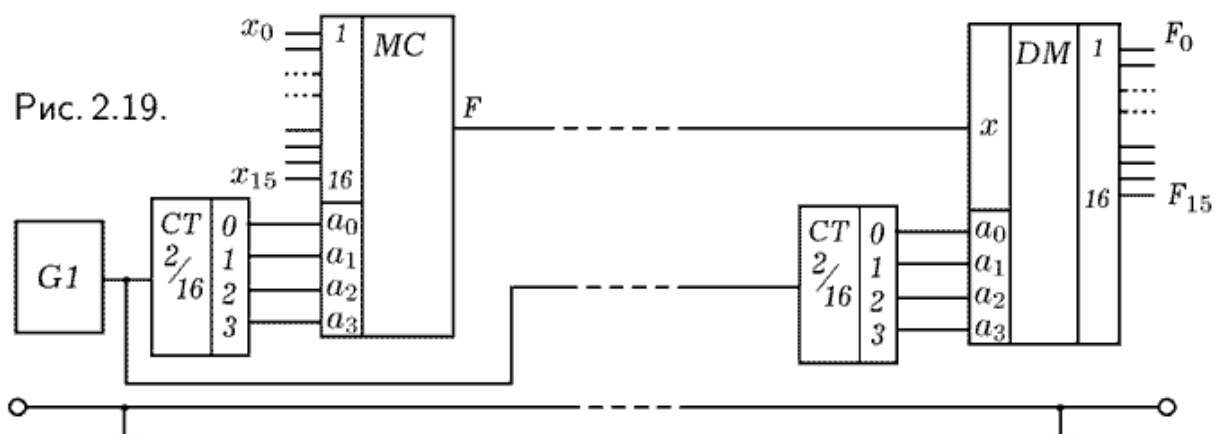 x₀
1
MC
DM
1
F₀
Рис. 2.19.
F
x
x₁₅
16
16
F₁₅
G1
CT
2/16
0
1
2
3
a₀
a₁
a₂
a₃
CT
2/16
0
1
2
3
a₀
a₁
a₂
a₃